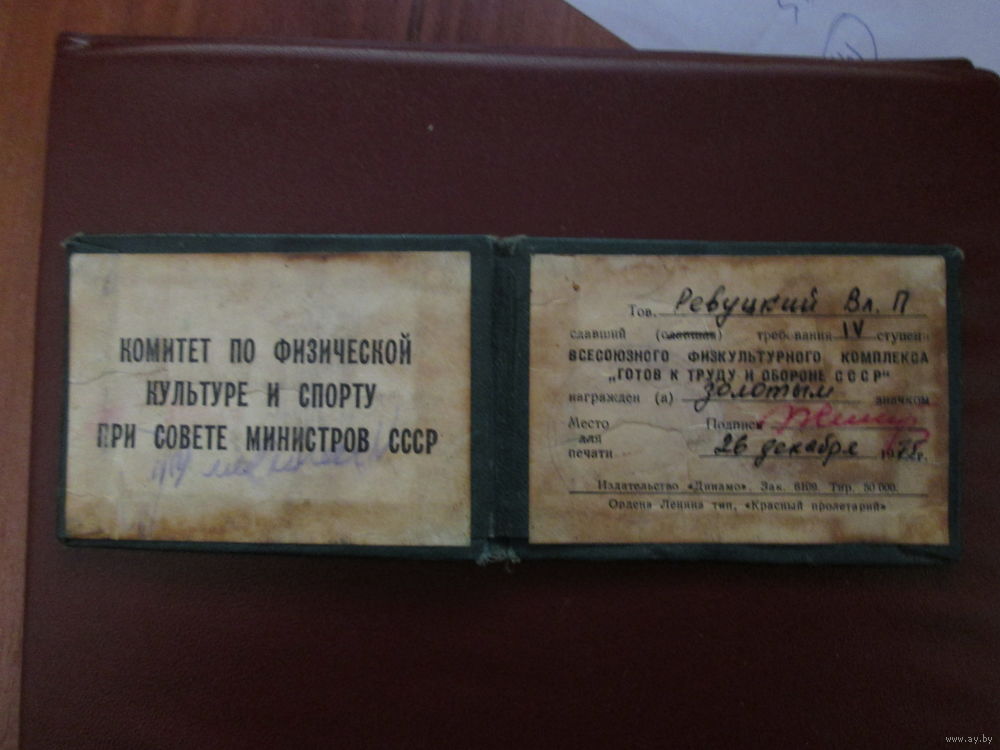 КОМИТЕТ ПО ФИЗИЧЕСКОЙ
КУЛЬТУРЕ И СПОРТУ
ПРИ СОВЕТЕ МИНИСТРОВ СССР
Тов. Ревуцкий Вл. П
сдавший (сдавшая) требования IV ступени
ВСЕСОЮЗНОГО ФИЗКУЛЬТУРНОГО КОМПЛЕКСА
„ГОТОВ К ТРУДУ И ОБОРОНЕ СССР"
награжден (а) золотым значком
Место
для
печати
Подпись
26 декабря 1975г.
Издательство «Динамо». Зак. Тир. 50 000.
Ордена Ленина тип. «Красный пролетарий»
www.ay.by